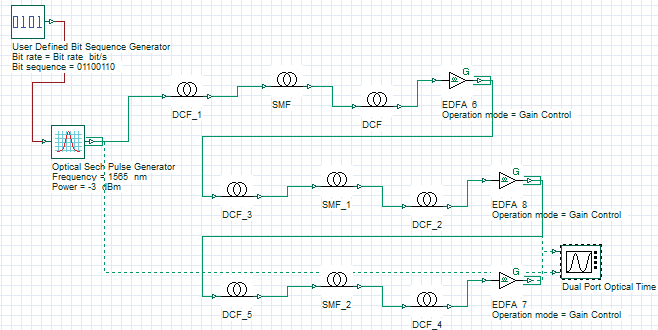 0101
User Defined Bit Sequence Generator
Bit rate = Bit rate bit/s
Bit sequence = 01100110
DCF_1
SMF
DCF
G
EDFA 6
Operation mode = Gain Control
Optical Sech Pulse Generator
Frequency = 1565 nm
Power = -3 dBm
DCF_3
SMF_1
DCF_2
G
EDFA 8
Operation mode = Gain Control
Dual Port Optical Time
DCF_5
SMF_2
DCF_4
G
EDFA 7
Operation mode = Gain Control